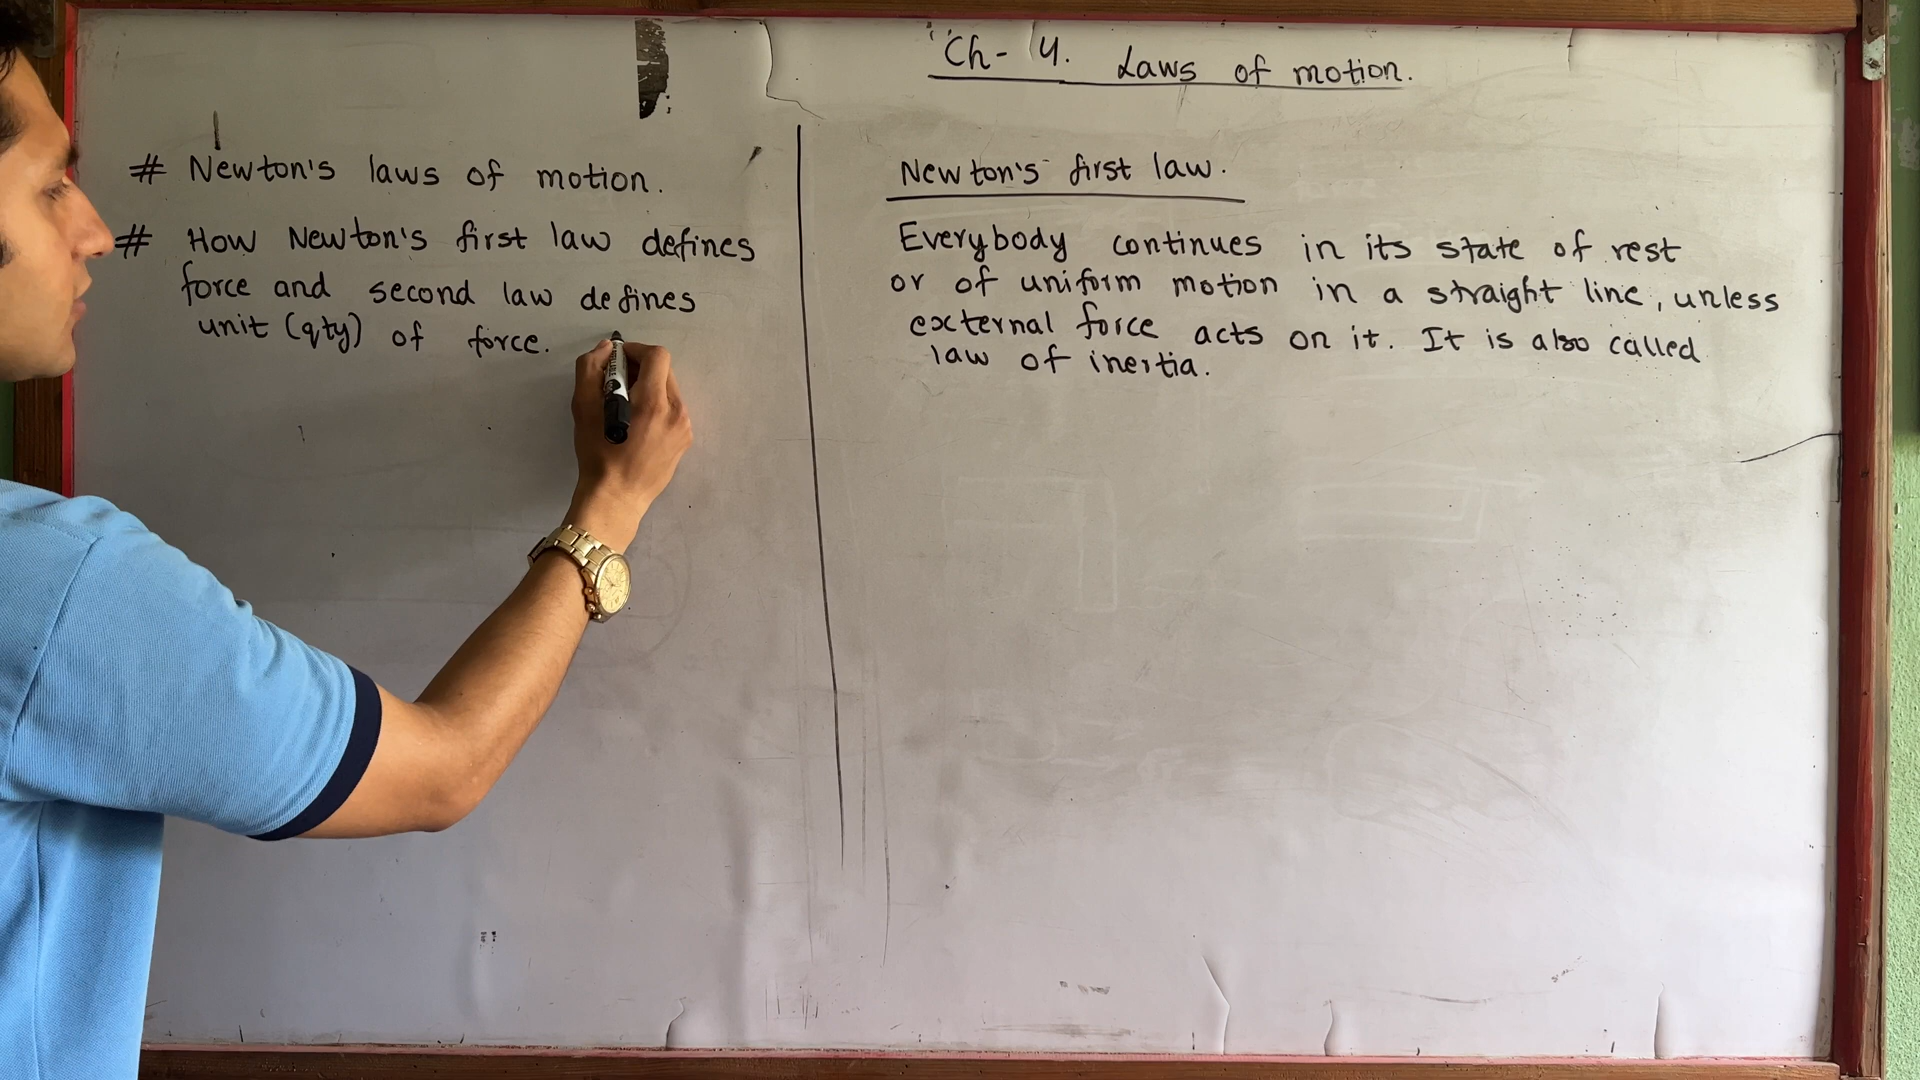 Ch- 4. Laws of motion.
# Newton's laws of motion.
# How Newton's first law defines
force and second law defines
unit (qty) of force.
Newton's first law.
Everybody continues in its state of rest
or of uniform motion in a straight line, unless
external force acts on it. It is also called
law of inertia.